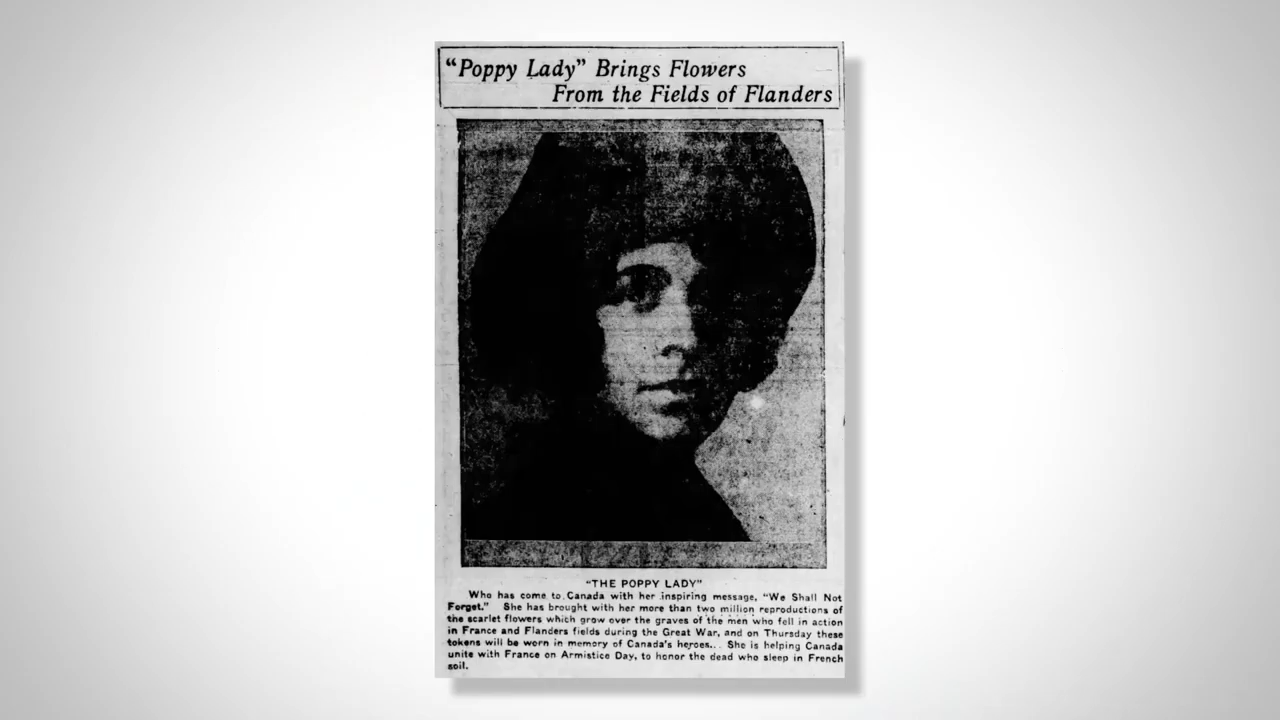 “Poppy Lady” Brings Flowers
From the Fields of Flanders
“THE POPPY LADY”
Who has come to Canada with her inspiring message, “We Shall Not
Forget.” She has brought with her more than two million reproductions of
the scarlet flowers which grow over the graves of the men who fell in action
in France and Flanders fields during the Great War, and on Thursday these
tokens will be worn in memory of Canada's heroes... She is helping Canada
unite with France on Armistice Day, to honor the dead who sleep in French
soil.